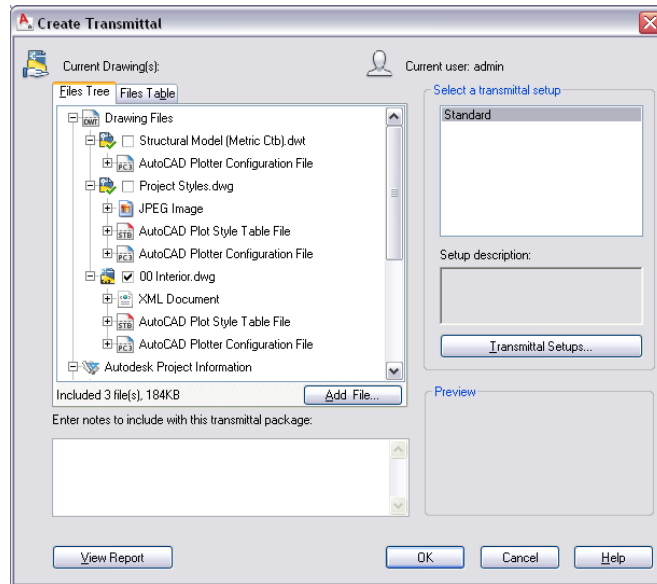 Create Transmittal
Current Drawing(s):
Current user: admin
Files Tree
Files Table
Drawing Files
Structural Model (Metric Ctb).dwt
AutoCAD Plotter Configuration File
Project Styles.dwg
JPEG Image
AutoCAD Plot Style Table File
AutoCAD Plotter Configuration File
00 Interior.dwg
XML Document
AutoCAD Plot Style Table File
AutoCAD Plotter Configuration File
Autodesk Project Information
Included 3 file(s), 184KB
Add File...
Enter notes to include with this transmittal package:
Select a transmittal setup
Standard
Setup description:
Transmittal Setups...
Preview
View Report
OK
Cancel
Help